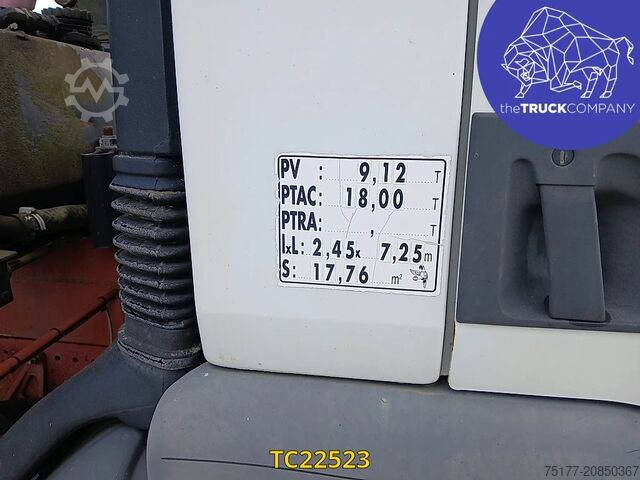 theTRUCKCOMPANY
PV : 9,12 T
PTAC: 18,00 T
PTRA: , T
lxL: 2,45x 7,25m
S: 17,76 m²
TC22523
75177-20850367